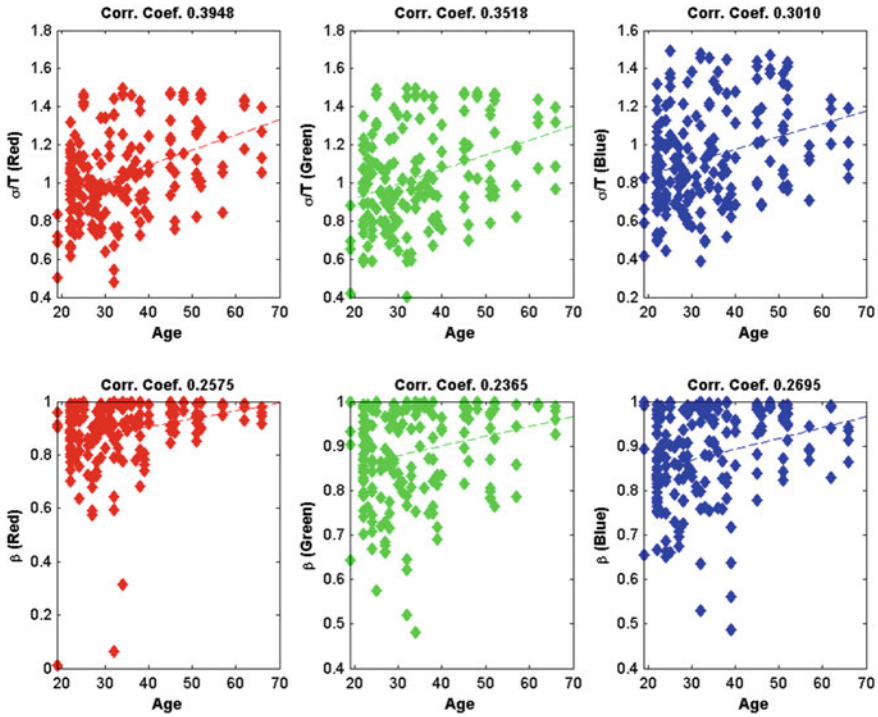 Corr. Coef. 0.3948
Corr. Coef. 0.3518
Corr. Coef. 0.3010
1.6
1.4
1.2
1
0.8
0.6
0.4
σ/T (Red)
20 30 40 50 60 70
Age
1.8
1.6
1.4
1.2
1
0.8
0.6
0.4
σ/T (Green)
20 30 40 50 60 70
Age
1.6
1.4
1.2
1
0.8
0.6
0.4
0.2
σ/T (Blue)
20 30 40 50 60 70
Age
Corr. Coef. 0.2575
Corr. Coef. 0.2365
Corr. Coef. 0.2695
1
0.8
0.6
0.4
0.2
0
β (Red)
20 30 40 50 60 70
Age
1
0.9
0.8
0.7
0.6
0.5
0.4
β (Green)
20 30 40 50 60 70
Age
1
0.9
0.8
0.7
0.6
0.5
0.4
β (Blue)
20 30 40 50 60 70
Age